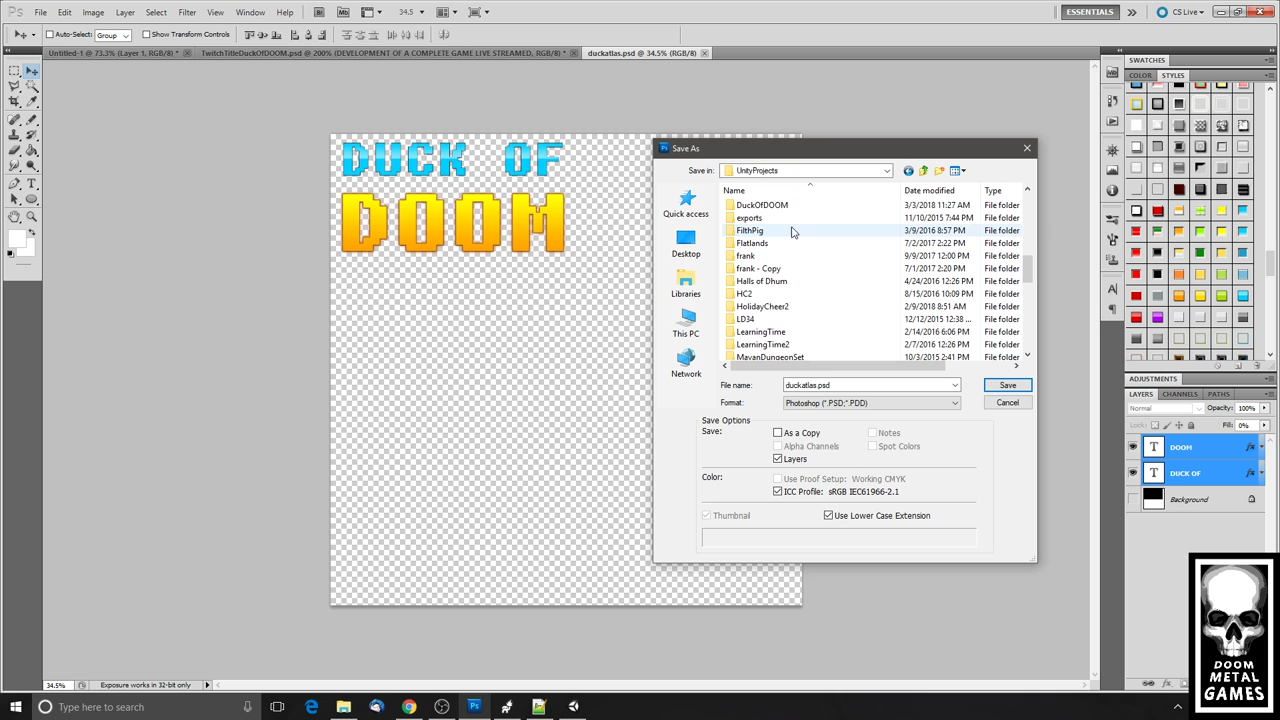 Ps File Edit Image Layer Select Filter View Window Help Br Mb 34.5 ESSENTIALS CS Live
Auto-Select: Group Show Transform Controls
Untitled-1 @ 73.3% (Layer 1, RGB/8) * TwitchTitleDuckOfDOOM.psd @ 200% (DEVELOPMENT OF A COMPLETE GAME LIVE STREAMED, RGB/8) * duckatlas.psd @ 34.5% (RGB/8)
DUCK OF
DOOM
Save As
Save in: UnityProjects
Name Date modified Type
DuckOfDOOM 3/3/2018 11:27 AM File folder
exports 11/10/2015 7:44 PM File folder
FilthPig 3/9/2016 8:57 PM File folder
Flatlands 7/2/2017 2:22 PM File folder
frank 9/9/2017 12:00 PM File folder
frank - Copy 7/1/2017 2:20 PM File folder
Halls of Dhum 4/24/2016 12:26 PM File folder
HC2 8/15/2016 10:09 PM File folder
HolidayCheer2 2/9/2018 8:51 AM File folder
LD34 12/12/2015 12:38 ... File folder
LearningTime 2/14/2016 6:06 PM File folder
LearningTime2 2/7/2016 12:26 PM File folder
MayanDungeonSet 10/3/2015 2:41 PM File folder
Quick access
Desktop
Libraries
This PC
Network
File name: duckatlas.psd Save
Format: Photoshop (*.PSD;*.PDD) Cancel
Save Options
Save: As a Copy Notes
Alpha Channels Spot Colors
Layers
Color: Use Proof Setup: Working CMYK
ICC Profile: sRGB IEC61966-2.1
Thumbnail Use Lower Case Extension
SWATCHES
COLOR STYLES
ADJUSTMENTS
LAYERS CHANNELS PATHS
Normal Opacity: 100%
Lock: Fill: 0%
T DOOM fx
T DUCK OF fx
Background
34.5% Exposure works in 32-bit only
Type here to search
DOOM
METAL
GAMES